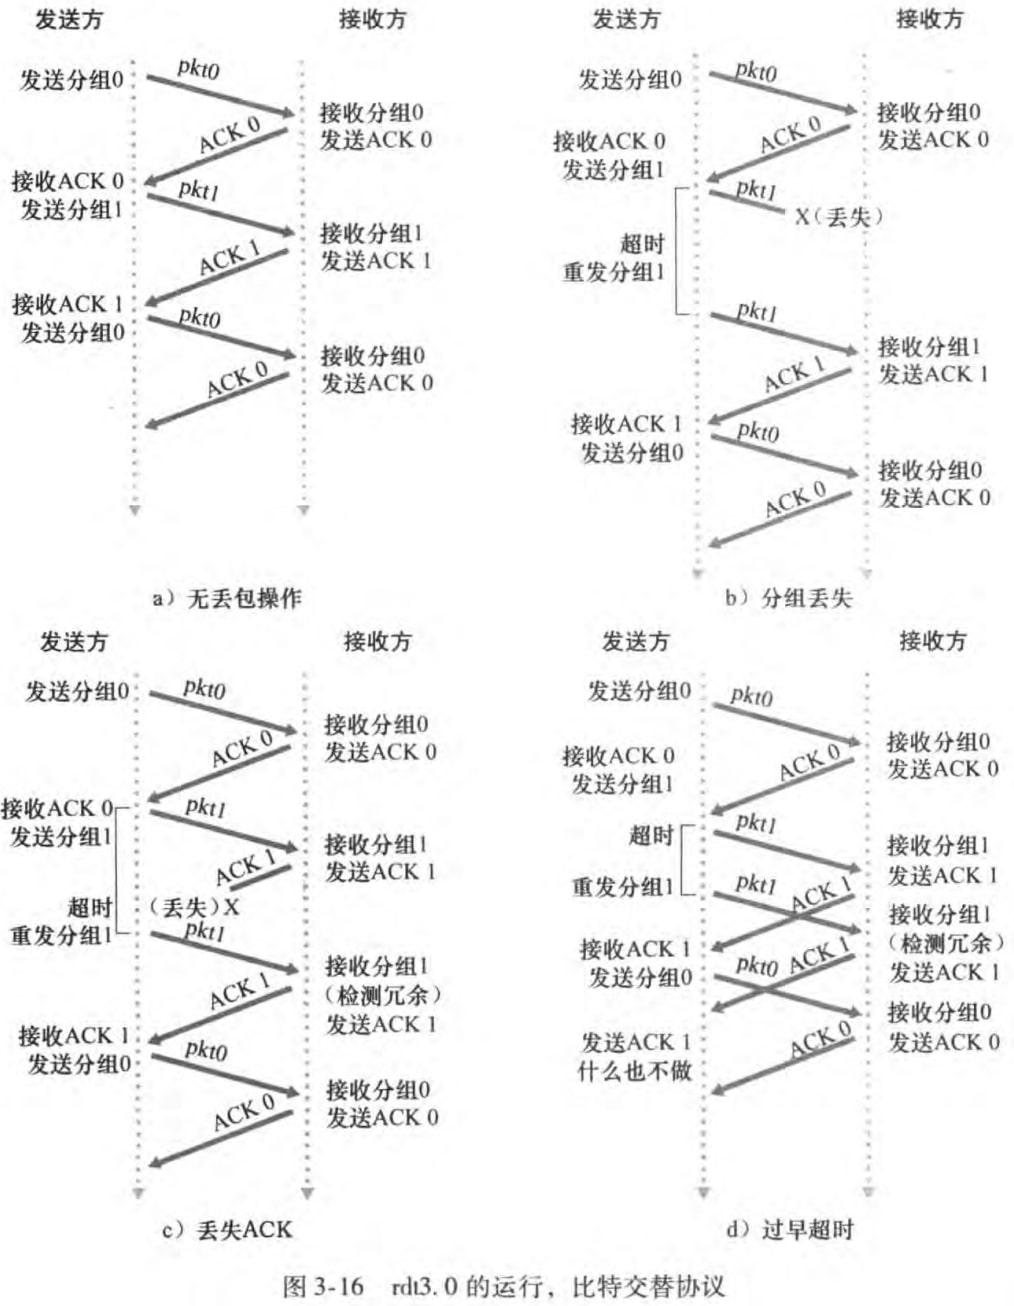 发送方 接收方
发送分组0
pkt0
接收分组0
发送ACK 0
ACK 0
接收ACK 0
发送分组1
pkt1
接收分组1
发送ACK 1
ACK 1
接收ACK 1
发送分组0
pkt0
接收分组0
发送ACK 0
ACK 0
a）无丢包操作
发送方 接收方
发送分组0
pkt0
接收分组0
发送ACK 0
ACK 0
接收ACK 0
发送分组1
pkt1
X（丢失）
超时
重发分组1
pkt1
接收分组1
发送ACK 1
ACK 1
接收ACK 1
发送分组0
pkt0
接收分组0
发送ACK 0
ACK 0
b）分组丢失
发送方 接收方
发送分组0
pkt0
接收分组0
发送ACK 0
ACK 0
接收ACK 0
发送分组1
pkt1
接收分组1
发送ACK 1
ACK 1
（丢失）X
超时
重发分组1
pkt1
接收分组1
（检测冗余）
发送ACK 1
ACK 1
接收ACK 1
发送分组0
pkt0
接收分组0
发送ACK 0
ACK 0
c）丢失ACK
发送方 接收方
发送分组0
pkt0
接收分组0
发送ACK 0
ACK 0
接收ACK 0
发送分组1
pkt1
超时
重发分组1
接收分组1
发送ACK 1
ACK 1
pkt1
接收分组1
（检测冗余）
发送ACK 1
ACK 1
接收ACK 1
发送分组0
pkt0
接收分组0
发送ACK 0
ACK 0
发送ACK 1
什么也不做
d）过早超时
图 3-16 rdt3. 0 的运行，比特交替协议